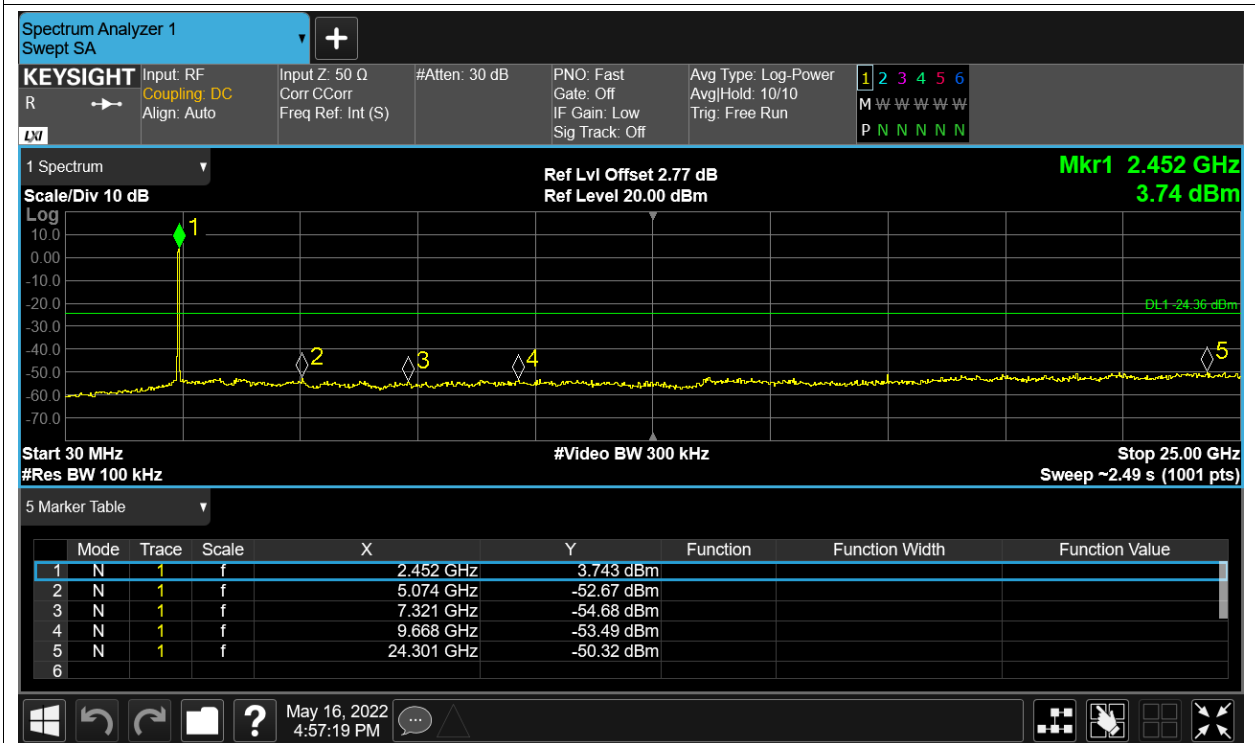 Spectrum Analyzer 1
Swept SA
KEYSIGHT Input: RF Input Z: 50 Ω #Atten: 30 dB PNO: Fast Avg Type: Log-Power 1 2 3 4 5 6
R Coupling: DC Corr CCorr Gate: Off Avg|Hold: 10/10 M W W W W W
Align: Auto Freq Ref: Int (S) IF Gain: Low Trig: Free Run
LXI Sig Track: Off P N N N N N
1 Spectrum Ref Lvl Offset 2.77 dB Mkr1 2.452 GHz
Scale/Div 10 dB Ref Level 20.00 dBm 3.74 dBm
Log
1
10.0
0.00
-10.0
-20.0
DL1 -24.36 dBm
-30.0
-40.0
2 3 4 5
-50.0
-60.0
-70.0
Start 30 MHz #Video BW 300 kHz Stop 25.00 GHz
#Res BW 100 kHz Sweep ~2.49 s (1001 pts)
5 Marker Table
Mode Trace Scale X Y Function Function Width Function Value
1 N 1 f 2.452 GHz 3.743 dBm
2 N 1 f 5.074 GHz -52.67 dBm
3 N 1 f 7.321 GHz -54.68 dBm
4 N 1 f 9.668 GHz -53.49 dBm
5 N 1 f 24.301 GHz -50.32 dBm
6
? May 16, 2022
4:57:19 PM